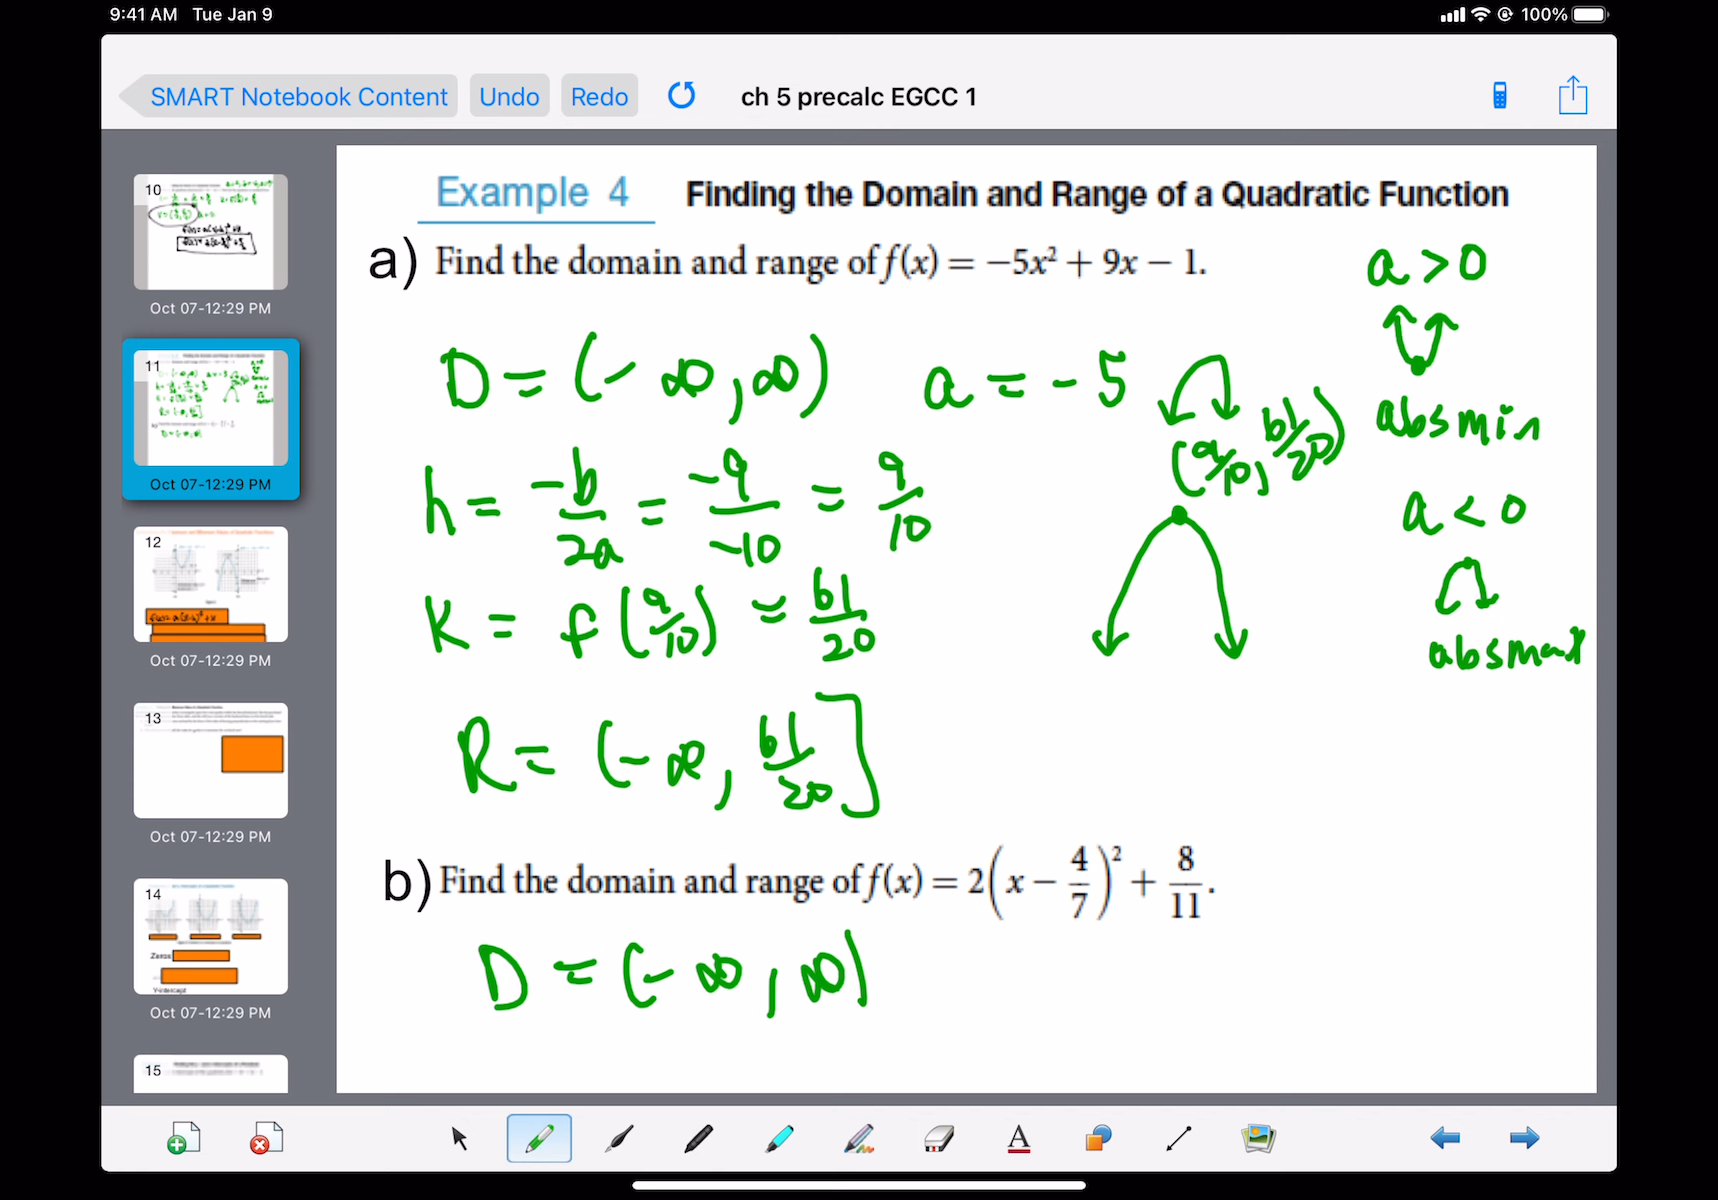 9:41 AM Tue Jan 9
100%
SMART Notebook Content
Undo
Redo
ch 5 precalc EGCC 1
10
Oct 07-12:29 PM
11
Oct 07-12:29 PM
12
Oct 07-12:29 PM
13
Oct 07-12:29 PM
14
Zeros
Y-intercept
Oct 07-12:29 PM
15
Example 4 Finding the Domain and Range of a Quadratic Function
a) Find the domain and range of f(x) = −5x² + 9x − 1.
a > 0
abs min
a < 0
abs max
D = (-∞, ∞) a = -5
(9/10, 61/20)
h = -b/2a = -9/-10 = 9/10
K = f(9/10) = 61/20
R = (-∞, 61/20]
b) Find the domain and range of f(x) = 2(x − 4/7)² + 8/11.
D = (-∞, ∞)